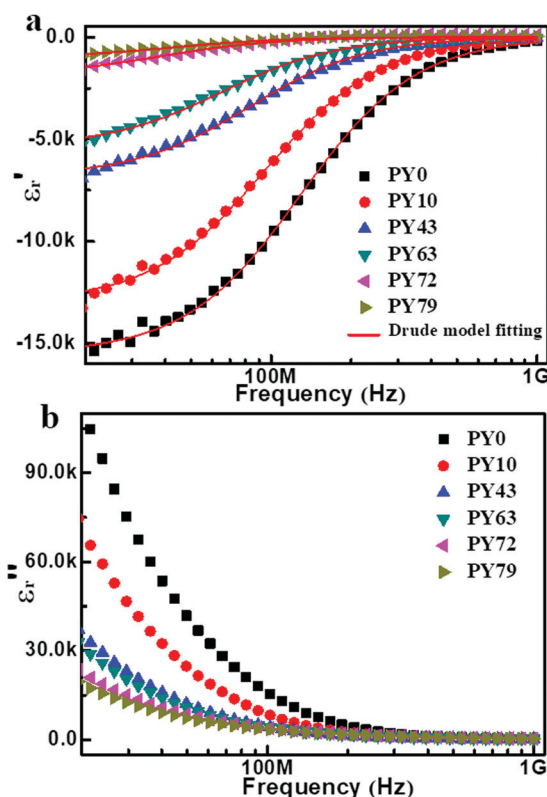 a
0.0
-5.0k
-10.0k
-15.0k
εr'
PY0
PY10
PY43
PY63
PY72
PY79
Drude model fitting
100M
1G
Frequency (Hz)
b
90.0k
60.0k
30.0k
0.0
εr"
PY0
PY10
PY43
PY63
PY72
PY79
100M
1G
Frequency (Hz)